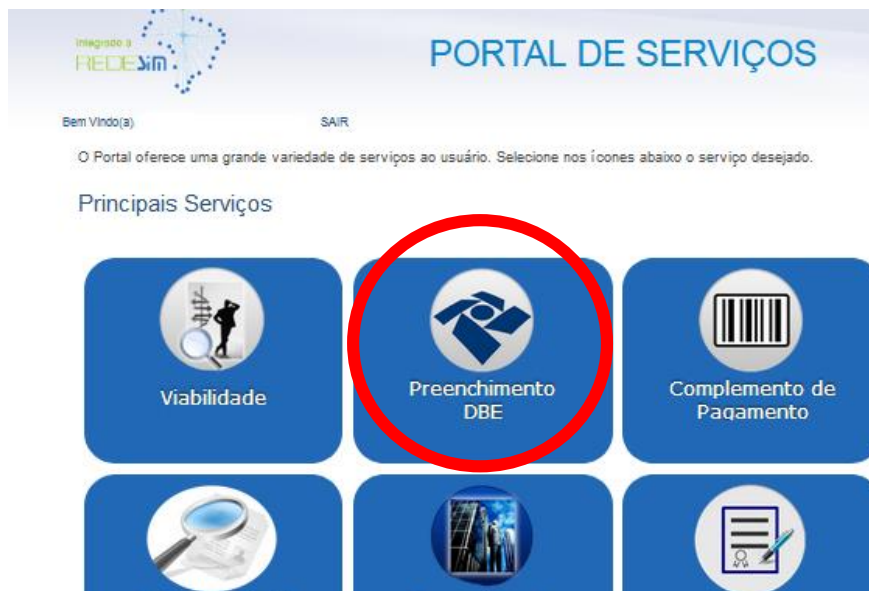 Integrado a
REDESIM
PORTAL DE SERVIÇOS
Bem Vindo(a)
SAIR
O Portal oferece uma grande variedade de serviços ao usuário. Selecione nos ícones abaixo o serviço desejado.
Principais Serviços
Viabilidade
Preenchimento
DBE
Complemento de
Pagamento